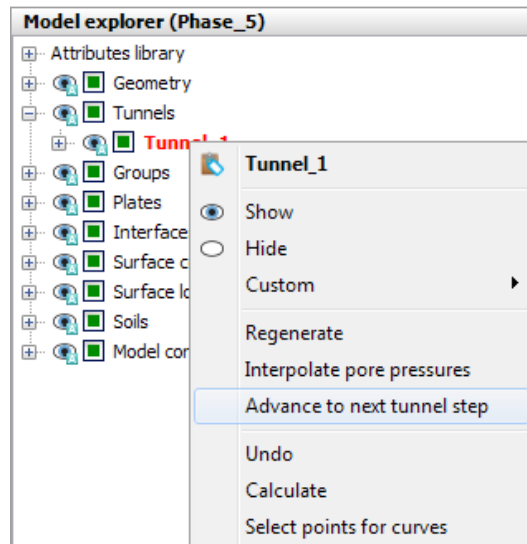 Model explorer (Phase_5)
Attributes library
Geometry
Tunnels
Tunnel_1
Groups
Plates
Interface
Surface c
Surface lo
Soils
Model cor
Tunnel_1
Show
Hide
Custom
Regenerate
Interpolate pore pressures
Advance to next tunnel step
Undo
Calculate
Select points for curves